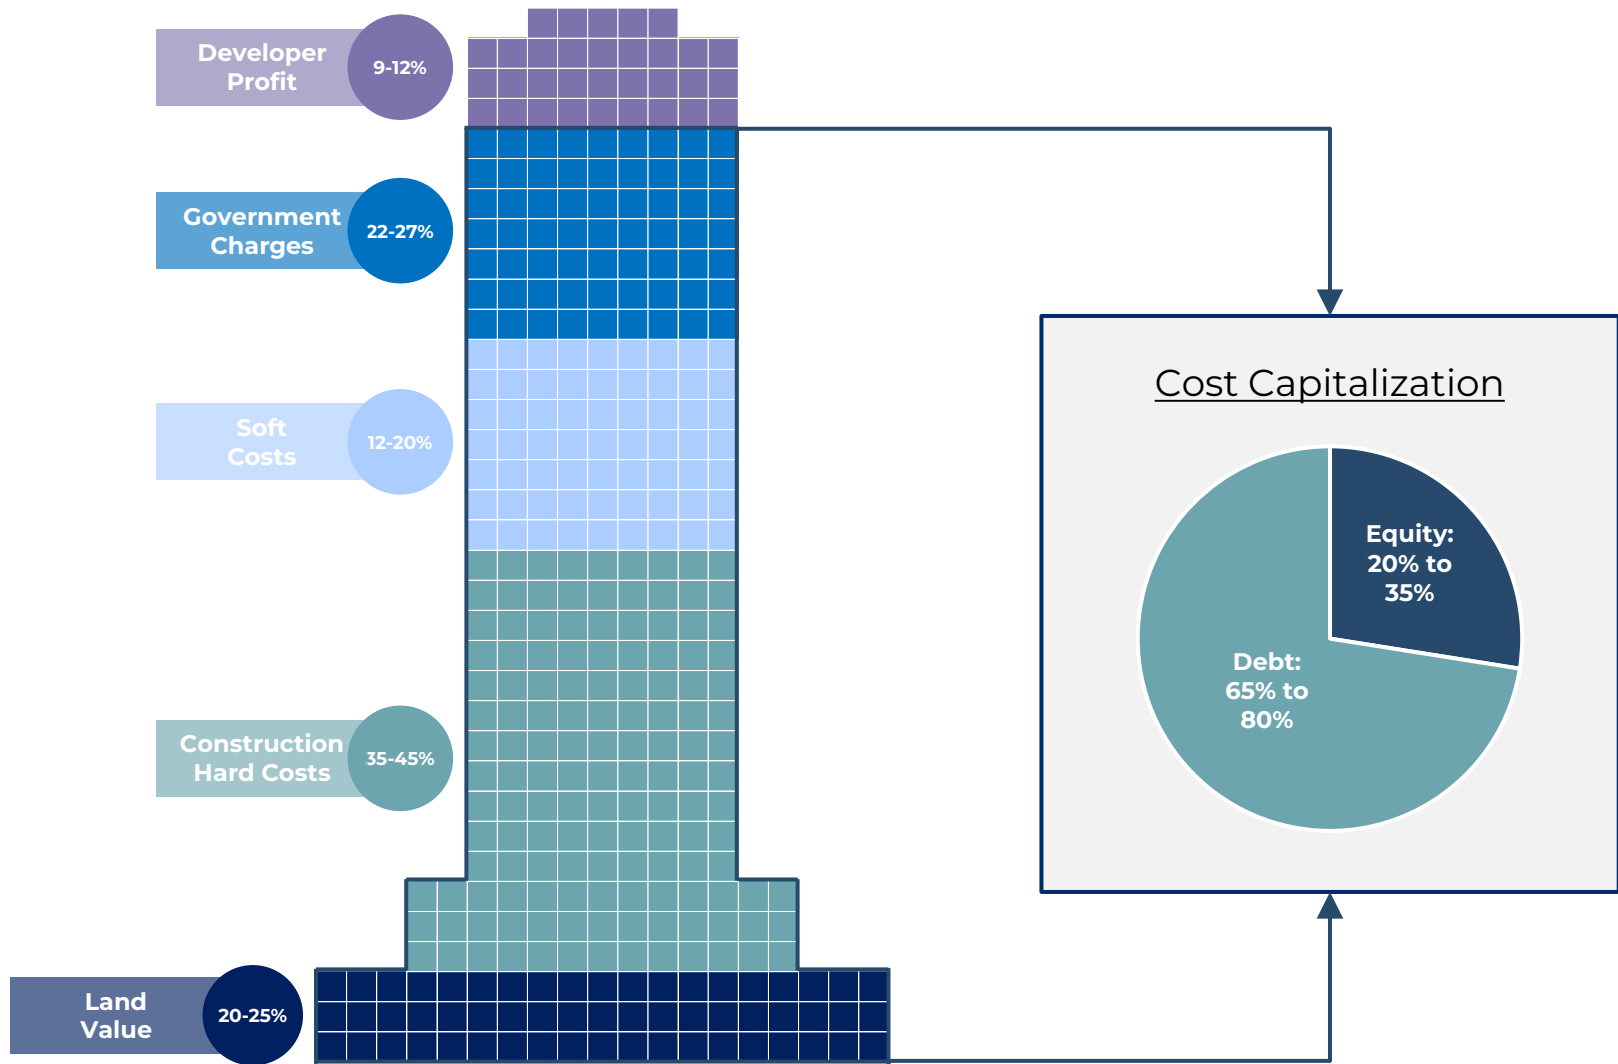 Developer
Profit
9-12%
Government
Charges
22-27%
Soft
Costs
12-20%
Construction
Hard Costs
35-45%
Land
Value
20-25%
Cost Capitalization
Equity:
20% to
35%
Debt:
65% to
80%